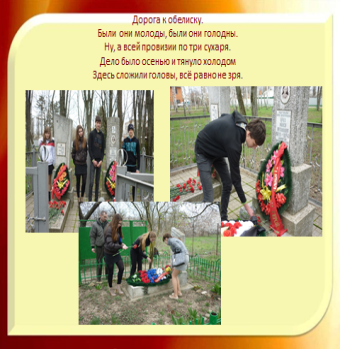 Дорога к обелиску.
Были они молоды, были они голодны.
Ну, а всей провизии по три сухаря.
Дело было осенью и тянуло холодом
Здесь сложили головы, всё равно не зря.